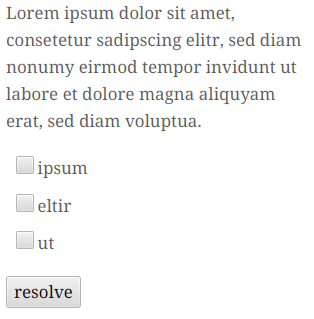 Lorem ipsum dolor sit amet,
consetetur sadipscing elitr, sed diam
nonumy eirmod tempor invidunt ut
labore et dolore magna aliquyam
erat, sed diam voluptua.
ipsum
eltir
ut
resolve